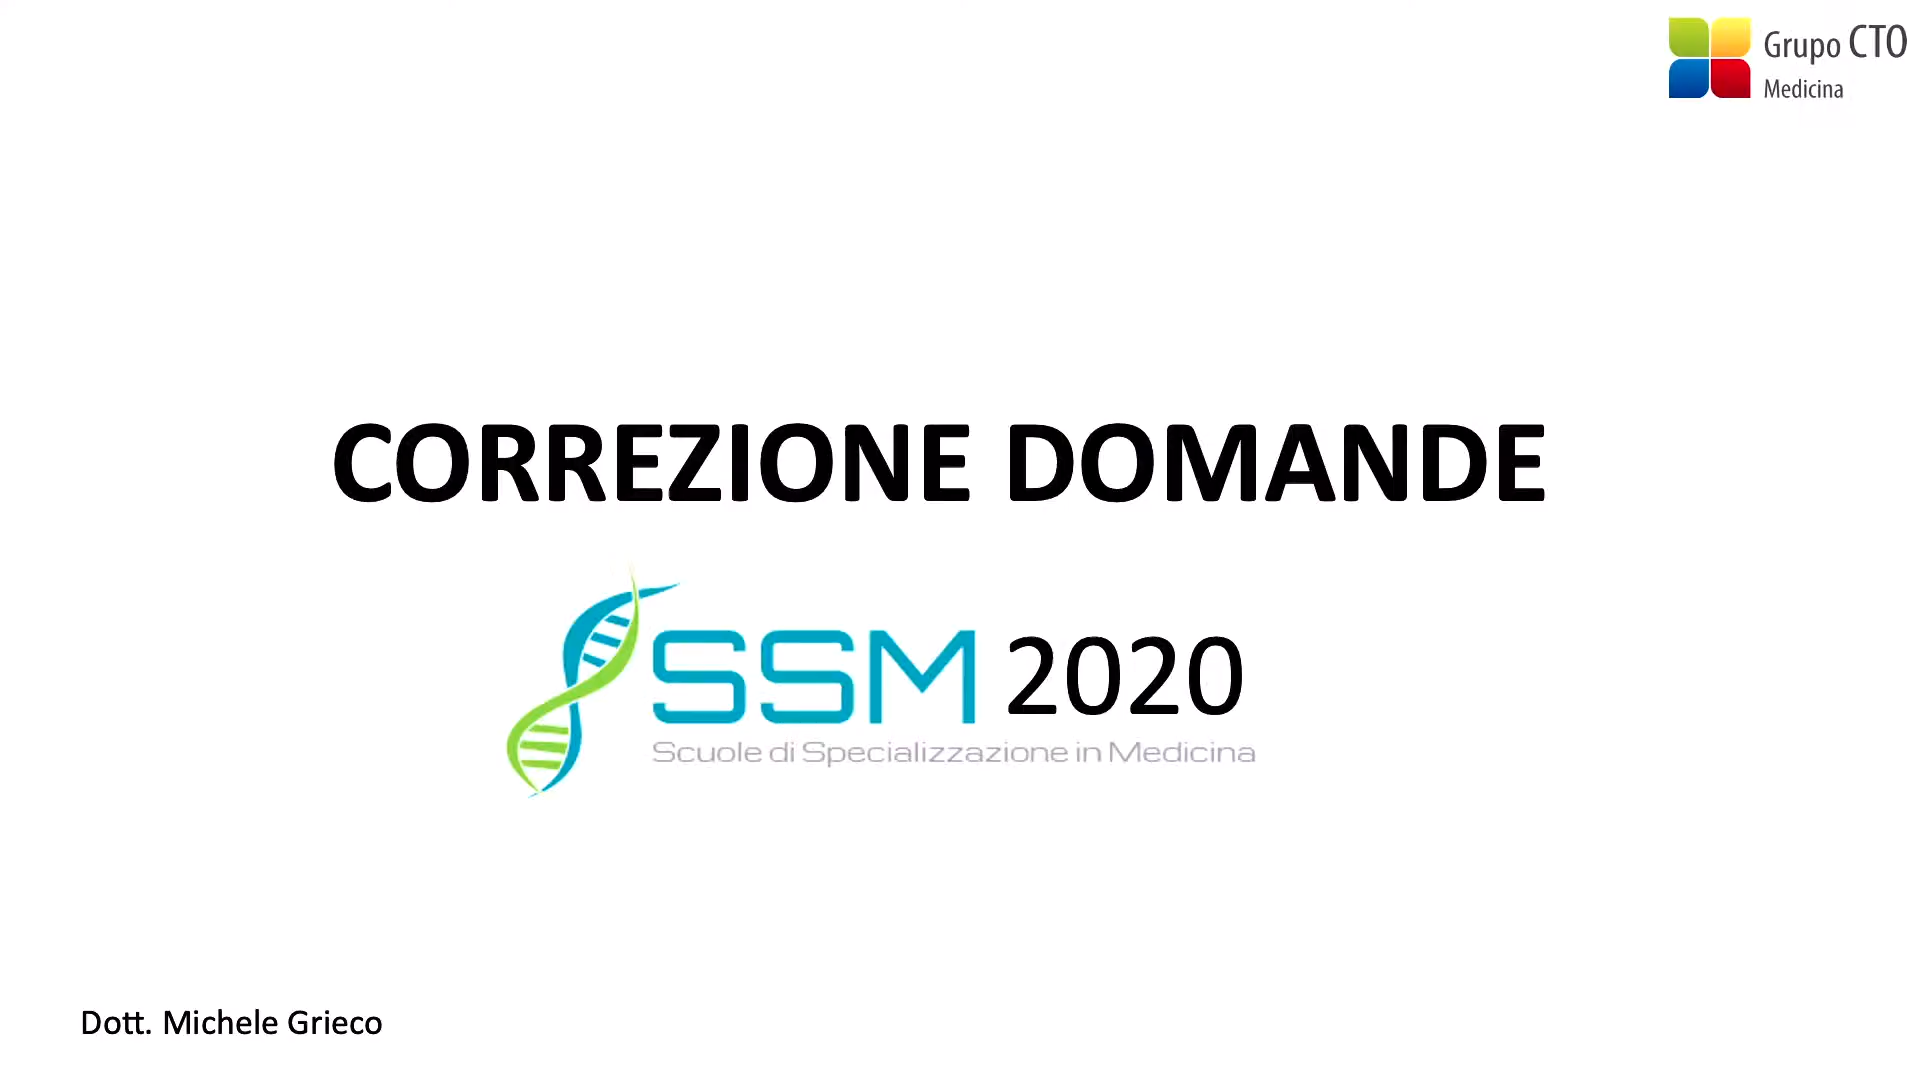 Grupo CTO
Medicina
CORREZIONE DOMANDE
SSM 2020
Scuole di Specializzazione in Medicina
Dott. Michele Grieco